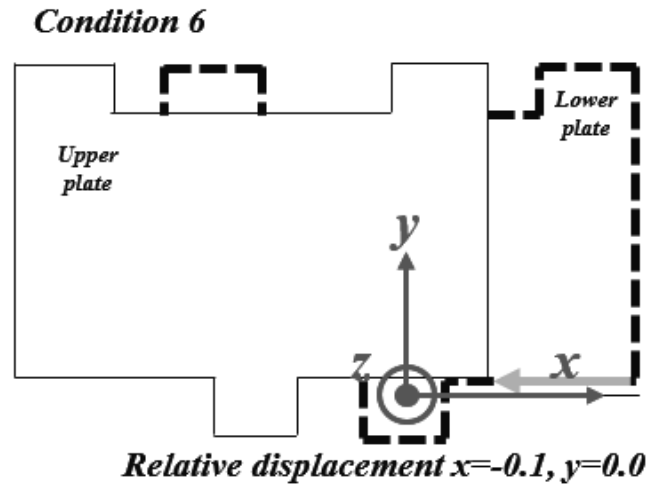 Condition 6
Lower
plate
Upper
plate
y
z
x
Relative displacement x=-0.1, y=0.0